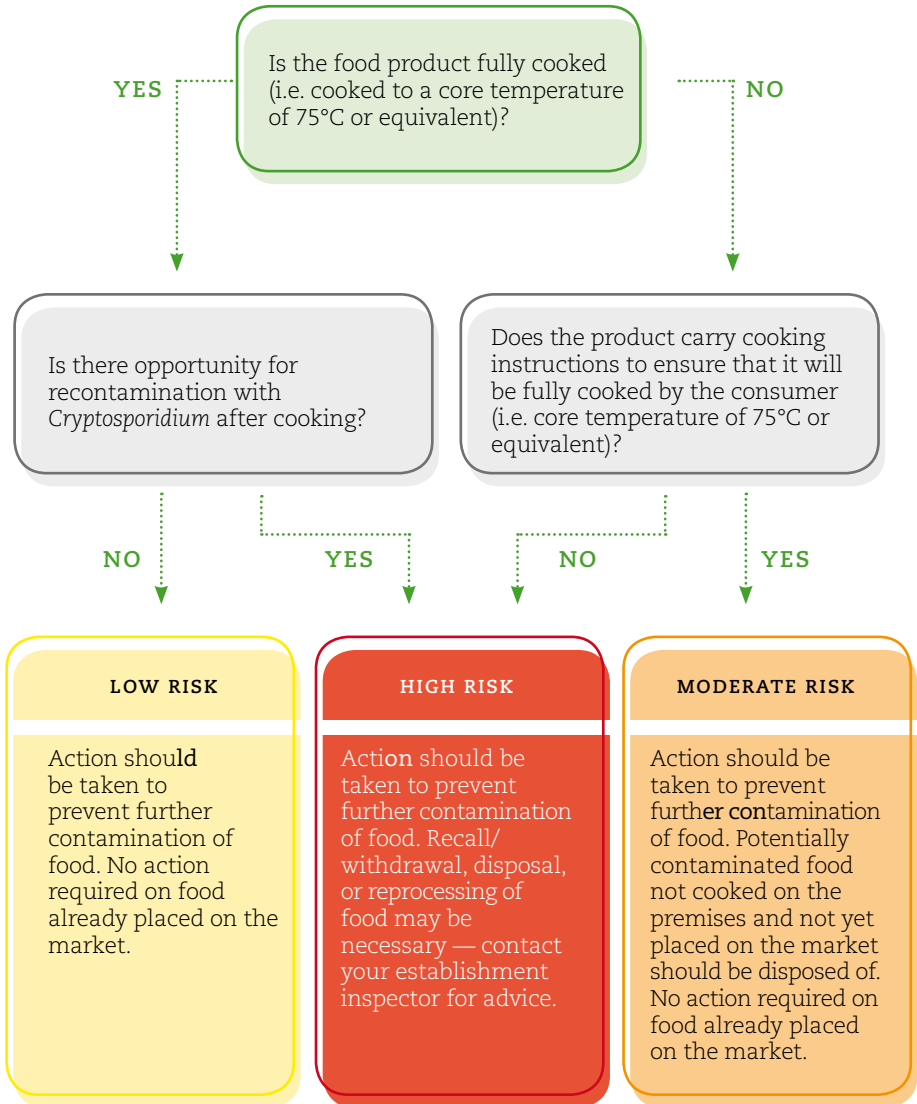 Is the food product fully cooked
(i.e. cooked to a core temperature
of 75°C or equivalent)?
YES
NO
Is there opportunity for
recontamination with
Cryptosporidium after cooking?
Does the product carry cooking
instructions to ensure that it will
be fully cooked by the consumer
(i.e. core temperature of 75°C or
equivalent)?
NO
YES
NO
YES
LOW RISK
Action should
be taken to
prevent further
contamination of
food. No action
required on food
already placed on the
market.
HIGH RISK
Action should be
taken to prevent
further contamination
of food. Recall/
withdrawal, disposal,
or reprocessing of
food may be
necessary — contact
your establishment
inspector for advice.
MODERATE RISK
Action should be
taken to prevent
further contamination
of food. Potentially
contaminated food
not cooked on the
premises and not yet
placed on the market
should be disposed of.
No action required on
food already placed
on the market.